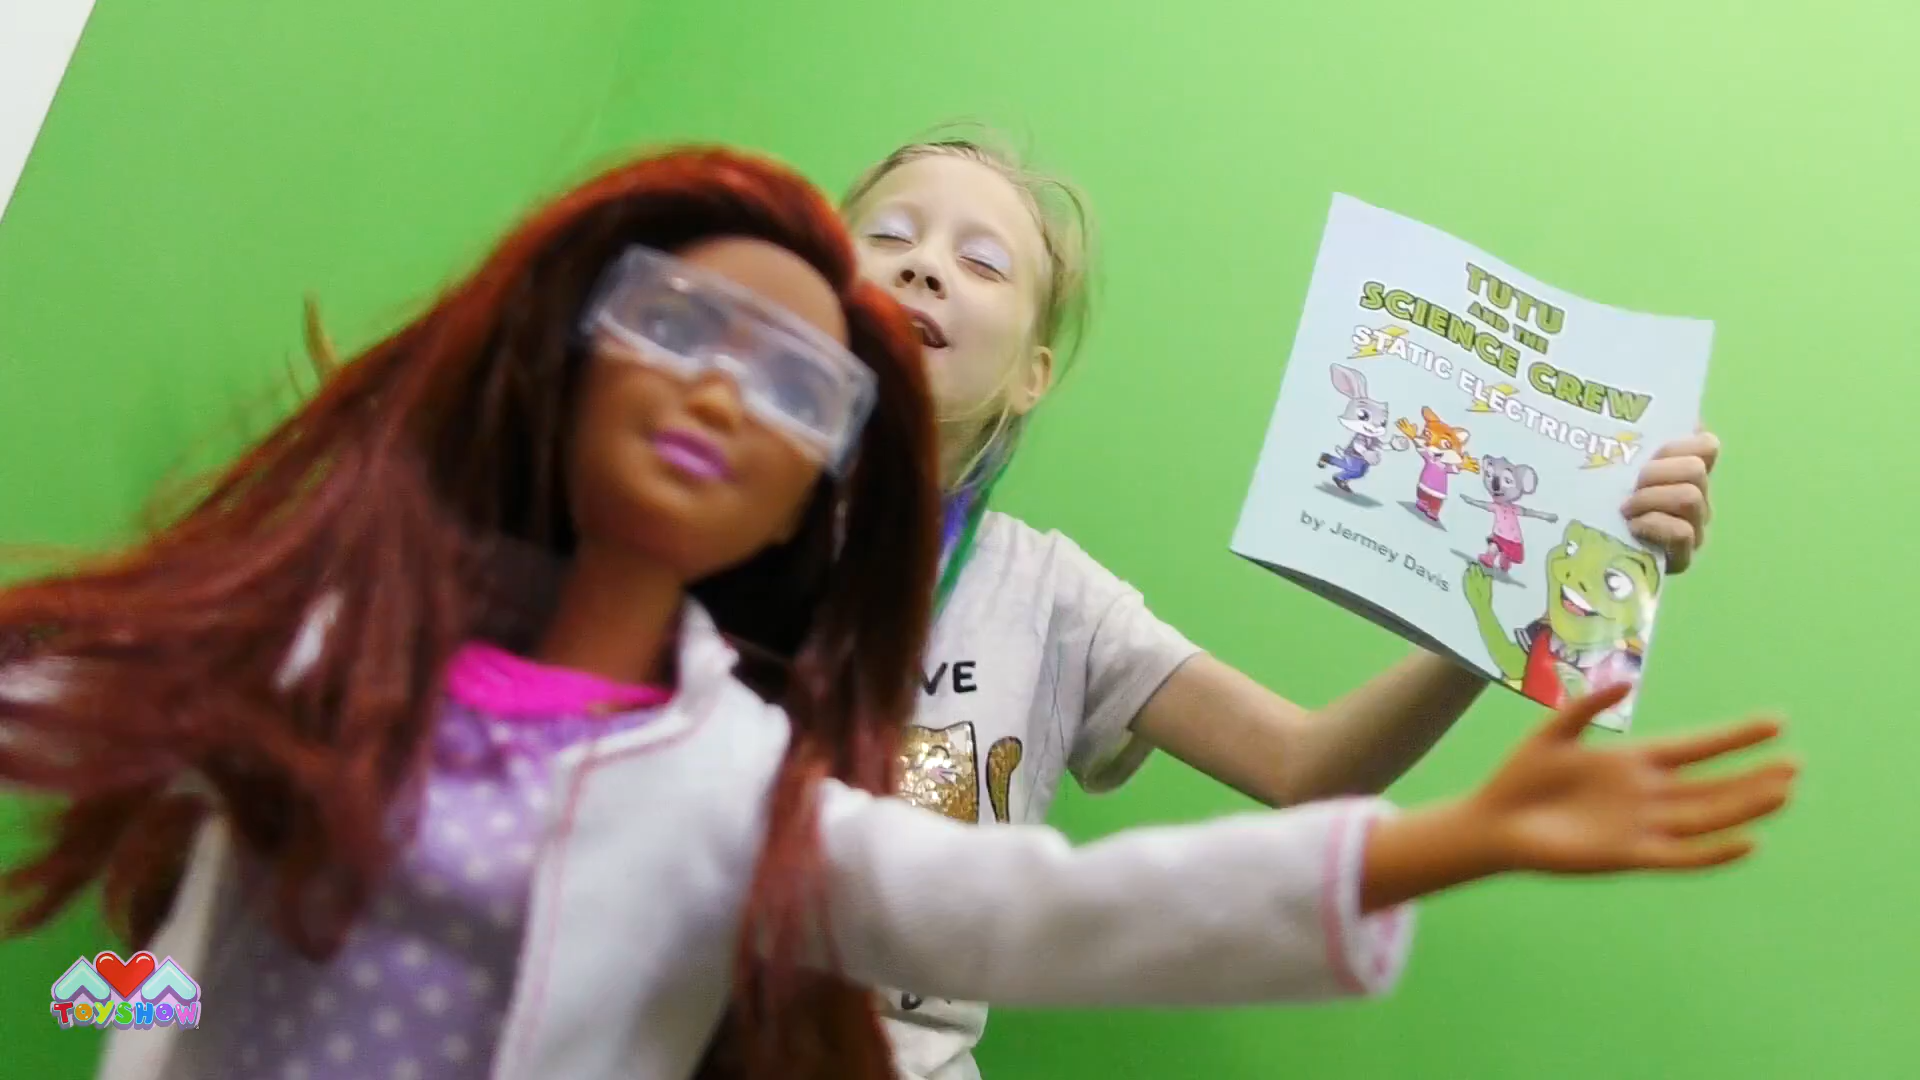 TUTU
AND THE
SCIENCE CREW
STATIC ELECTRICITY
by Jermey Davis
VE
TOYSHOW